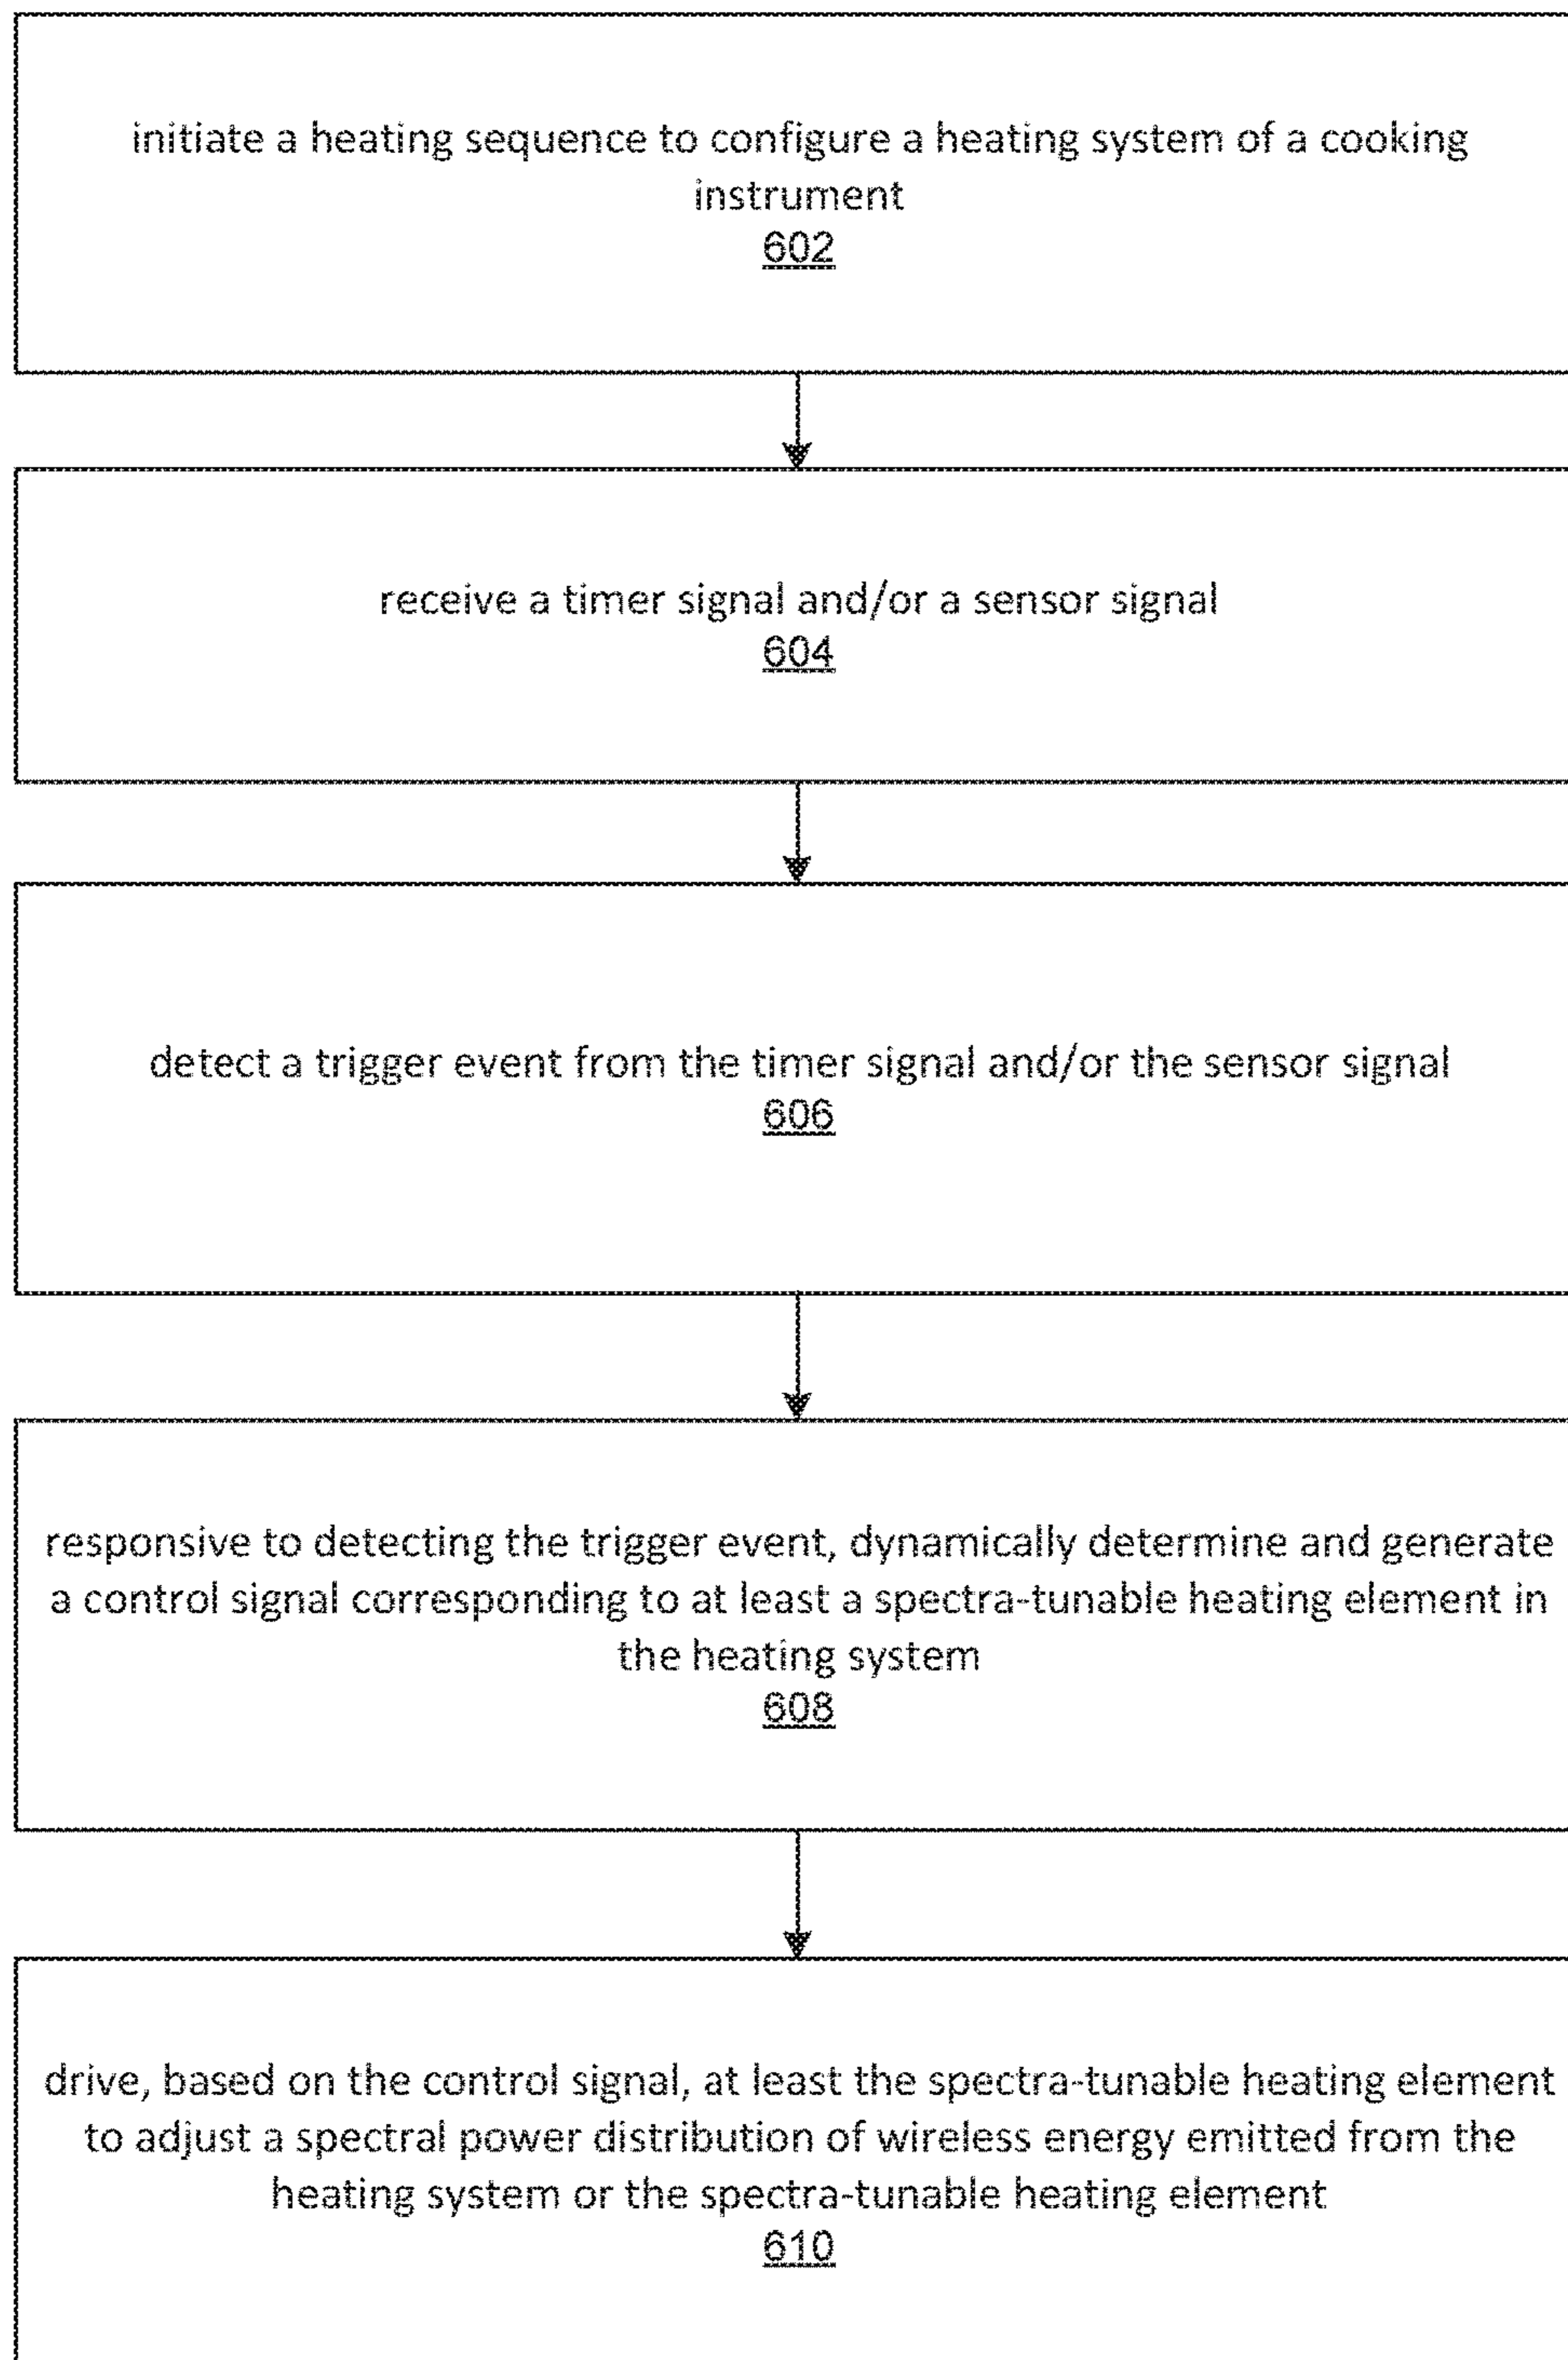 initiate a heating sequence to configure a heating system of a cooking
instrument
602
receive a timer signal and/or a sensor signal
604
detect a trigger event from the timer signal and/or the sensor signal
606
responsive to detecting the trigger event, dynamically determine and generate
a control signal corresponding to at least a spectra-tunable heating element in
the heating system
608
drive, based on the control signal, at least the spectra-tunable heating element
to adjust a spectral power distribution of wireless energy emitted from the
heating system or the spectra-tunable heating element
610